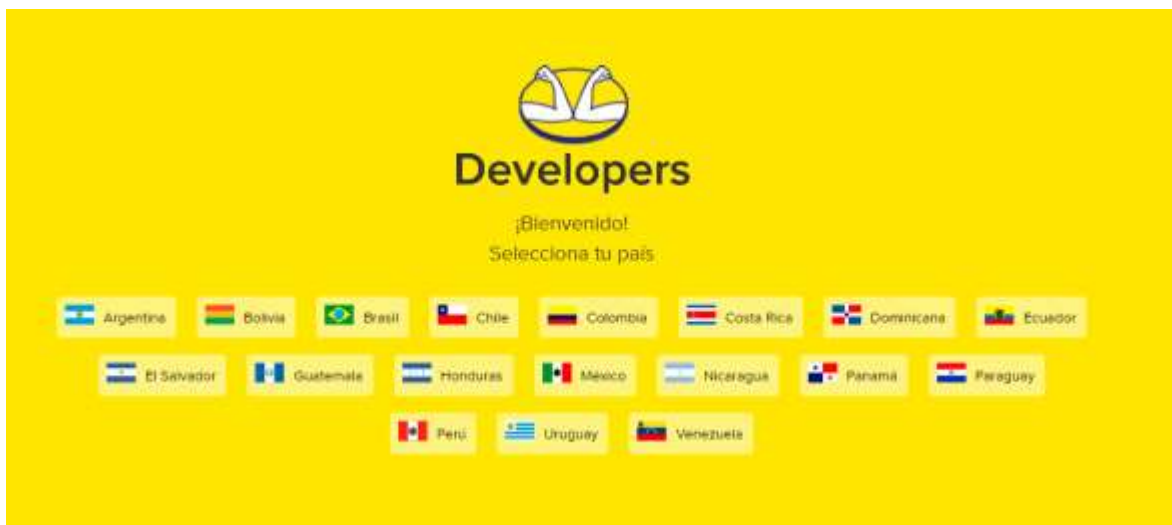 Developers
¡Bienvenido!
Selecciona tu país
Argentina Bolivia Brasil Chile Colombia Costa Rica Dominicana Ecuador
El Salvador Guatemala Honduras México Nicaragua Panamá Paraguay
Perú Uruguay Venezuela